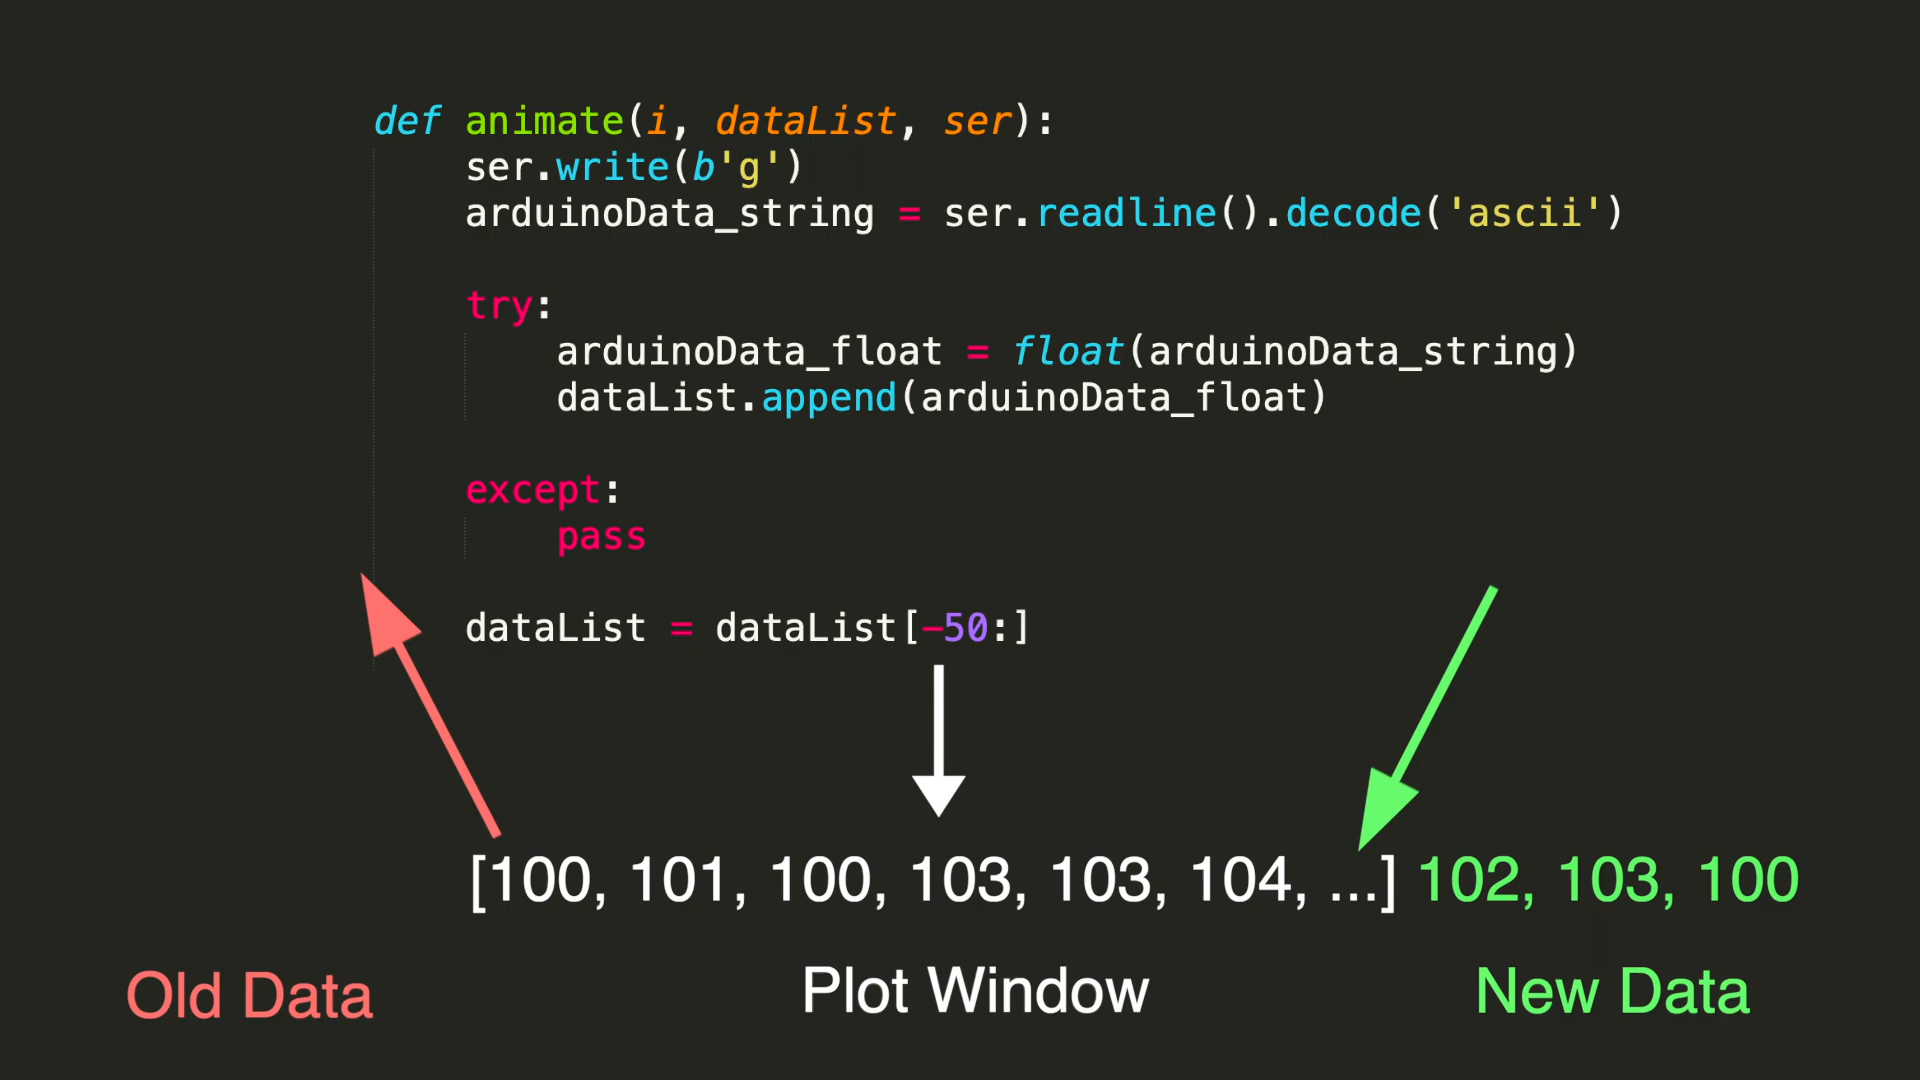 def animate(i, dataList, ser):
    ser.write(b'g')
    arduinoData_string = ser.readline().decode('ascii')
    try:
        arduinoData_float = float(arduinoData_string)
        dataList.append(arduinoData_float)
    except:
        pass
    dataList = dataList[-50:]
[100, 101, 100, 103, 103, 104, ...] 102, 103, 100
Old Data Plot Window New Data